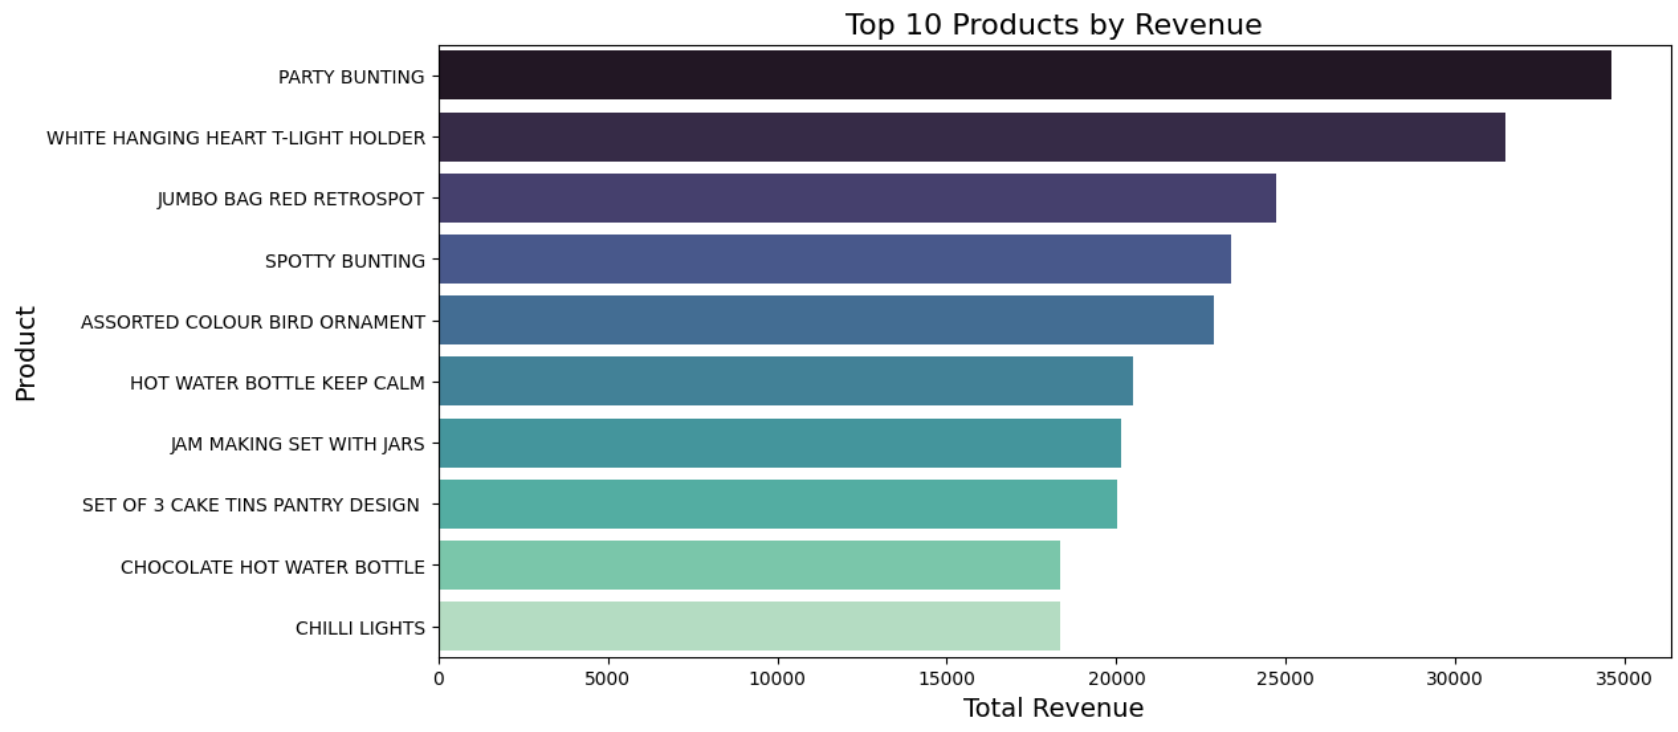 Top 10 Products by Revenue
PARTY BUNTING
WHITE HANGING HEART T-LIGHT HOLDER
JUMBO BAG RED RETROSPOT
SPOTTY BUNTING
ASSORTED COLOUR BIRD ORNAMENT
HOT WATER BOTTLE KEEP CALM
JAM MAKING SET WITH JARS
SET OF 3 CAKE TINS PANTRY DESIGN
CHOCOLATE HOT WATER BOTTLE
CHILLI LIGHTS
Product
0 5000 10000 15000 20000 25000 30000 35000
Total Revenue